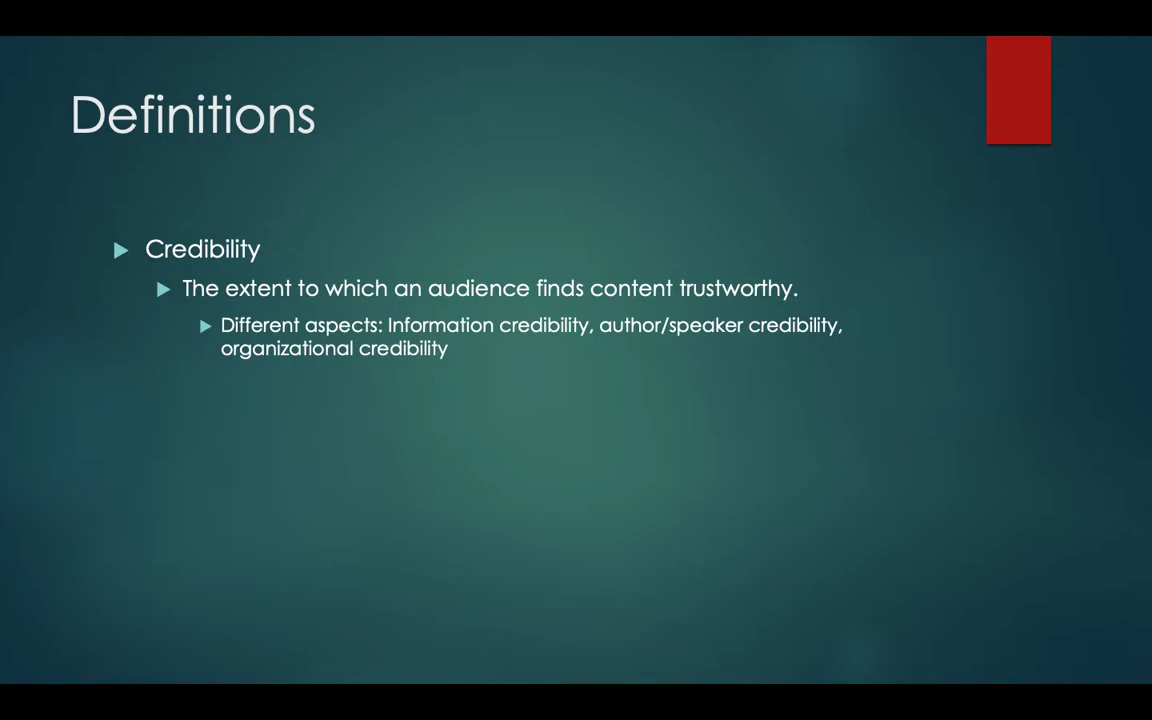 Definitions
Credibility
The extent to which an audience finds content trustworthy.
Different aspects: Information credibility, author/speaker credibility,
organizational credibility